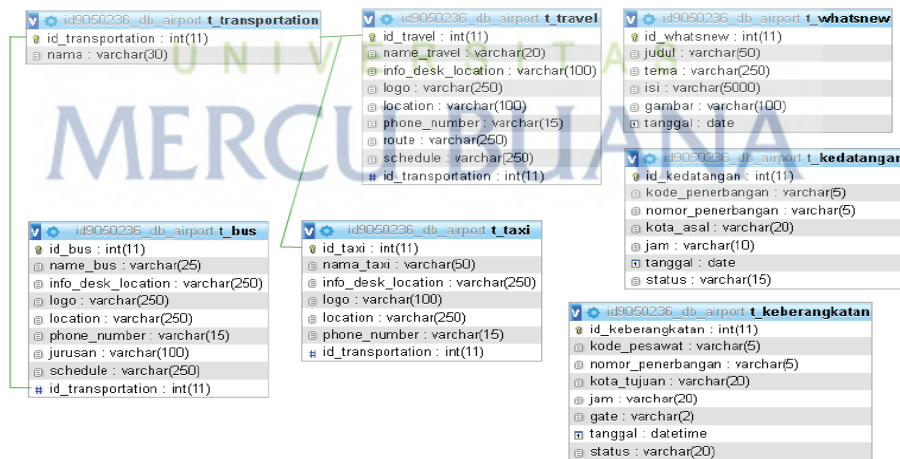 id9050236_db_airport t_transportation
id_transportation : int(11)
nama : varchar(30)
id9050236_db_airport t_travel
id_travel : int(11)
name_travel : varchar(20)
info_desk_location : varchar(100)
logo : varchar(250)
location : varchar(100)
phone_number : varchar(15)
route : varchar(250)
schedule : varchar(250)
id_transportation : int(11)
id9050236_db_airport t_whatsnew
id_whatsnew : int(11)
judul : varchar(50)
tema : varchar(250)
isi : varchar(5000)
gambar : varchar(100)
tanggal : date
UNIVERSITAS
MERCU BUANA
id9050236_db_airport t_kedatangan
id_kedatangan : int(11)
kode_penerbangan : varchar(5)
nomor_penerbangan : varchar(5)
kota_asal : varchar(20)
jam : varchar(10)
tanggal : date
status : varchar(15)
id9050236_db_airport t_bus
id_bus : int(11)
name_bus : varchar(25)
info_desk_location : varchar(250)
logo : varchar(250)
location : varchar(250)
phone_number : varchar(15)
jurusan : varchar(100)
schedule : varchar(250)
id_transportation : int(11)
id9050236_db_airport t_taxi
id_taxi : int(11)
nama_taxi : varchar(50)
info_desk_location : varchar(250)
logo : varchar(100)
location : varchar(250)
phone_number : varchar(15)
id_transportation : int(11)
id9050236_db_airport t_keberangkatan
id_keberangkatan : int(11)
kode_pesawat : varchar(5)
nomor_penerbangan : varchar(5)
kota_tujuan : varchar(20)
jam : varchar(20)
gate : varchar(2)
tanggal : datetime
status : varchar(20)